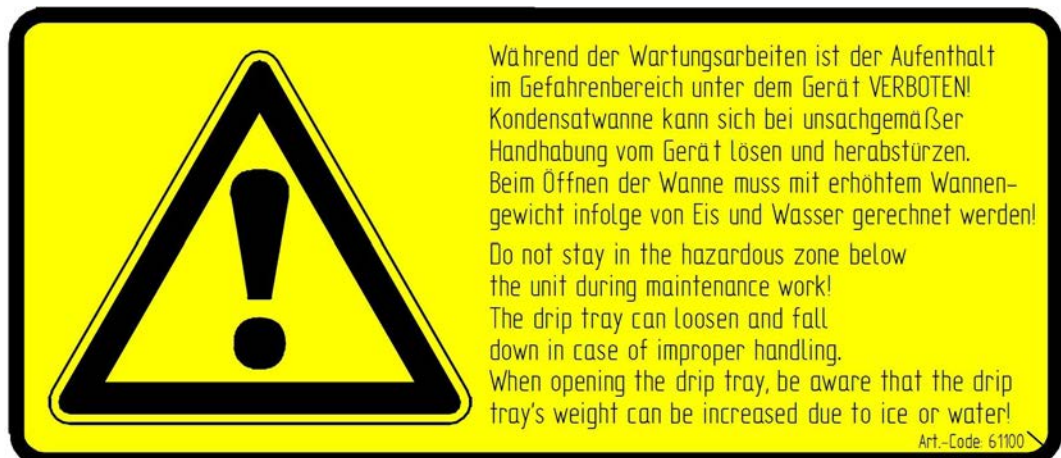 Während der Wartungsarbeiten ist der Aufenthalt
im Gefahrenbereich unter dem Gerät VERBOTEN!
Kondensatwanne kann sich bei unsachgemäßer
Handhabung vom Gerät lösen und herabstürzen.
Beim Öffnen der Wanne muss mit erhöhtem Wannen-
gewicht infolge von Eis und Wasser gerechnet werden!
Do not stay in the hazardous zone below
the unit during maintenance work!
The drip tray can loosen and fall
down in case of improper handling.
When opening the drip tray, be aware that the drip
tray's weight can be increased due to ice or water!
Art.-Code: 61100